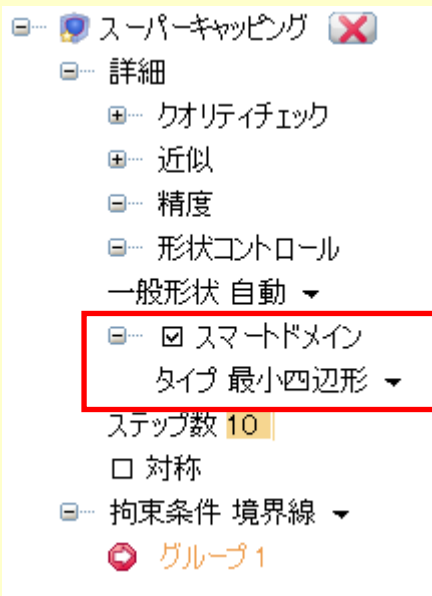 スーパーキャッピング
詳細
クオリティチェック
近似
精度
形状コントロール
一般形状 自動
スマートドメイン
タイプ 最小四辺形
ステップ数 10
対称
拘束条件 境界線
グループ 1